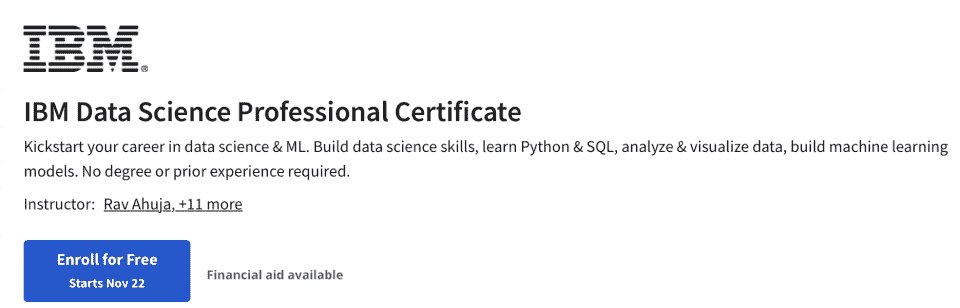 IBM®
IBM Data Science Professional Certificate
Kickstart your career in data science & ML. Build data science skills, learn Python & SQL, analyze & visualize data, build machine learning
models. No degree or prior experience required.
Instructor: Rav Ahuja, +11 more
Enroll for Free
Starts Nov 22
Financial aid available